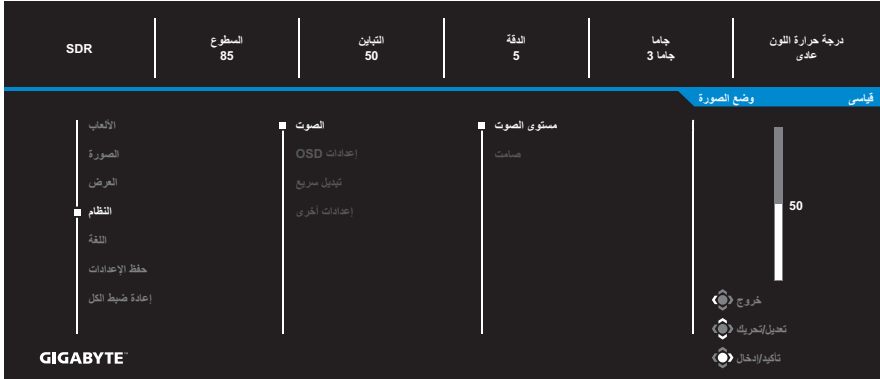 SDR
السطوع
85
التباين
50
الدقة
5
جاما
جاما 3
درجة حرارة اللون
عادى
وضع الصورة
قياسى
الألعاب
الصورة
العرض
النظام
اللغة
حفظ الإعدادات
إعادة ضبط الكل
الصوت
إعدادات OSD
تبديل سريع
إعدادات أخرى
مستوى الصوت
صامت
50
خروج
تعديل/تحريك
تأكيد/إدخال
GIGABYTE™